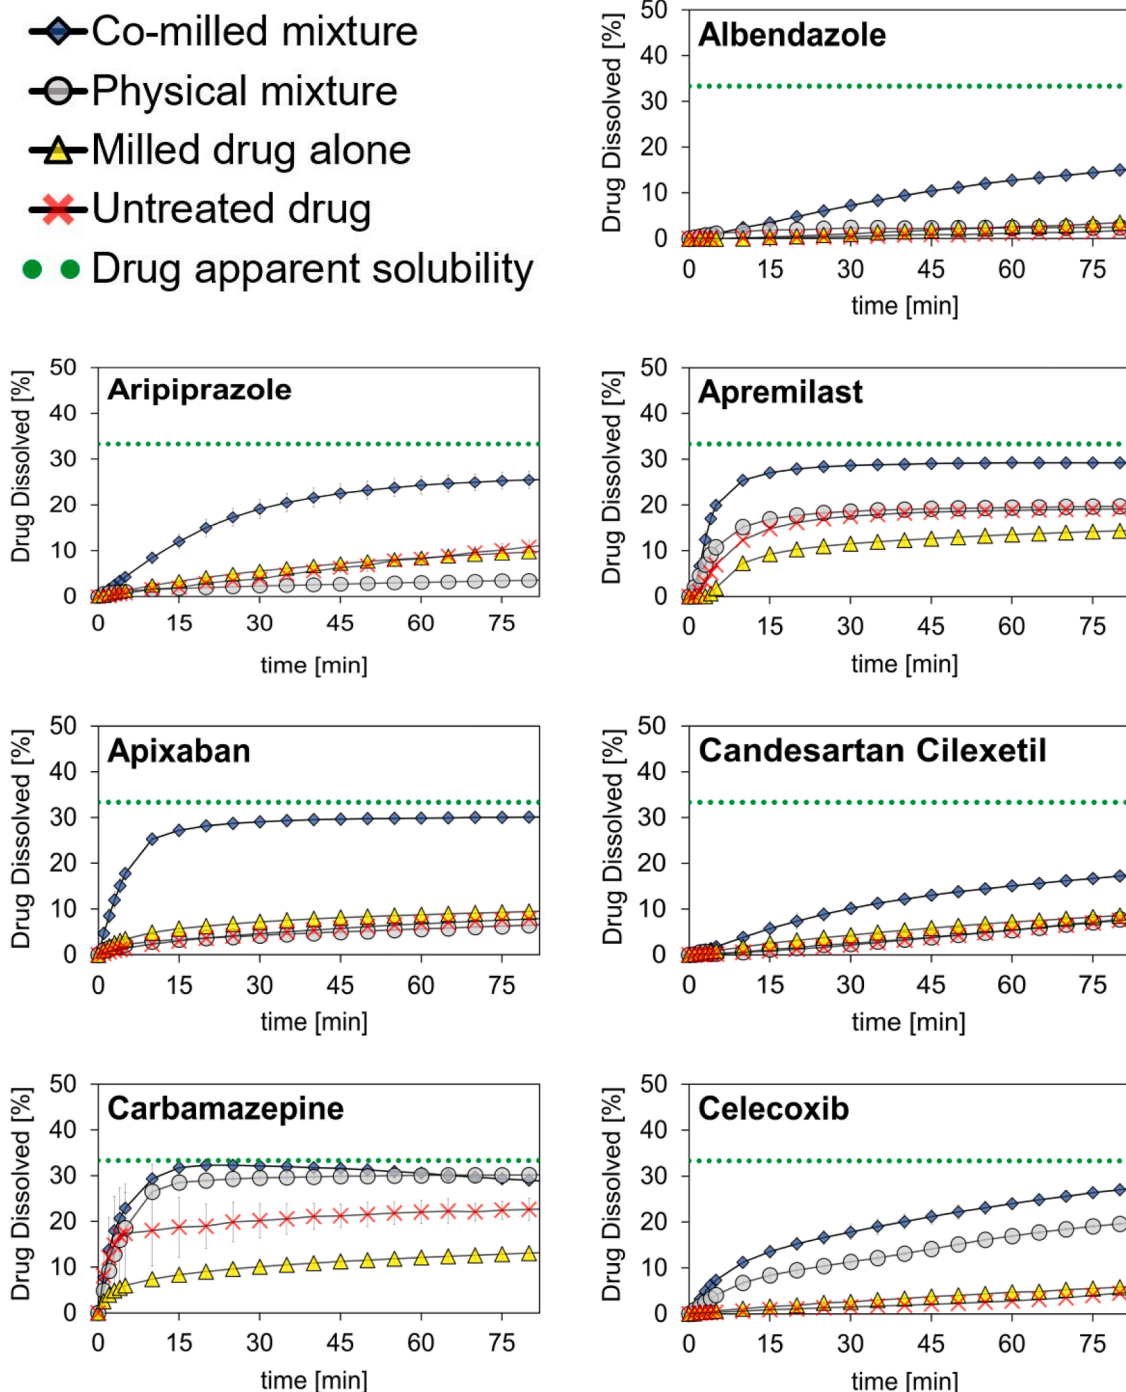 Co-milled mixture
Physical mixture
Milled drug alone
Untreated drug
Drug apparent solubility
Albendazole
Drug Dissolved [%]
50
40
30
20
10
0
0 15 30 45 60 75
time [min]
Aripiprazole
Drug Dissolved [%]
50
40
30
20
10
0
0 15 30 45 60 75
time [min]
Apremilast
Drug Dissolved [%]
50
40
30
20
10
0
0 15 30 45 60 75
time [min]
Apixaban
Drug Dissolved [%]
50
40
30
20
10
0
0 15 30 45 60 75
time [min]
Candesartan Cilexetil
Drug Dissolved [%]
50
40
30
20
10
0
0 15 30 45 60 75
time [min]
Carbamazepine
Drug Dissolved [%]
50
40
30
20
10
0
0 15 30 45 60 75
time [min]
Celecoxib
Drug Dissolved [%]
50
40
30
20
10
0
0 15 30 45 60 75
time [min]